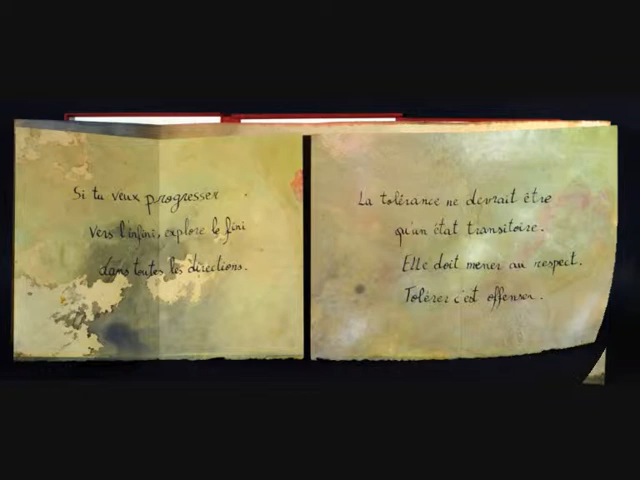 Si tu veux progresser
vers l'infini, explore le fini
dans toutes les directions.
La tolérance ne devrait être
qu'un état transitoire.
Elle doit mener au respect.
Tolérer c'est offenser.